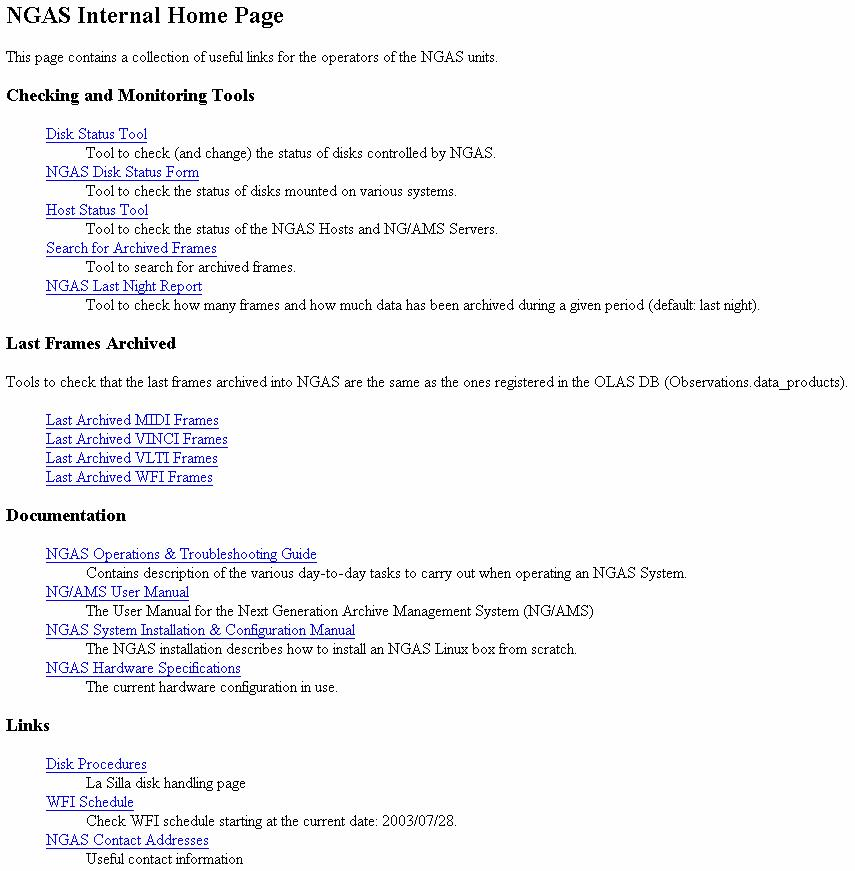 NGAS Internal Home Page
This page contains a collection of useful links for the operators of the NGAS units.
Checking and Monitoring Tools
Disk Status Tool
Tool to check (and change) the status of disks controlled by NGAS.
NGAS Disk Status Form
Tool to check the status of disks mounted on various systems.
Host Status Tool
Tool to check the status of the NGAS Hosts and NG/AMS Servers.
Search for Archived Frames
Tool to search for archived frames.
NGAS Last Night Report
Tool to check how many frames and how much data has been archived during a given period (default: last night).
Last Frames Archived
Tools to check that the last frames archived into NGAS are the same as the ones registered in the OLAS DB (Observations.data_products).
Last Archived MIDI Frames
Last Archived VINCI Frames
Last Archived VLTI Frames
Last Archived WFI Frames
Documentation
NGAS Operations & Troubleshooting Guide
Contains description of the various day-to-day tasks to carry out when operating an NGAS System.
NG/AMS User Manual
The User Manual for the Next Generation Archive Management System (NG/AMS)
NGAS System Installation & Configuration Manual
The NGAS installation describes how to install an NGAS Linux box from scratch.
NGAS Hardware Specifications
The current hardware configuration in use.
Links
Disk Procedures
La Silla disk handling page
WFI Schedule
Check WFI schedule starting at the current date: 2003/07/28.
NGAS Contact Addresses
Useful contact information